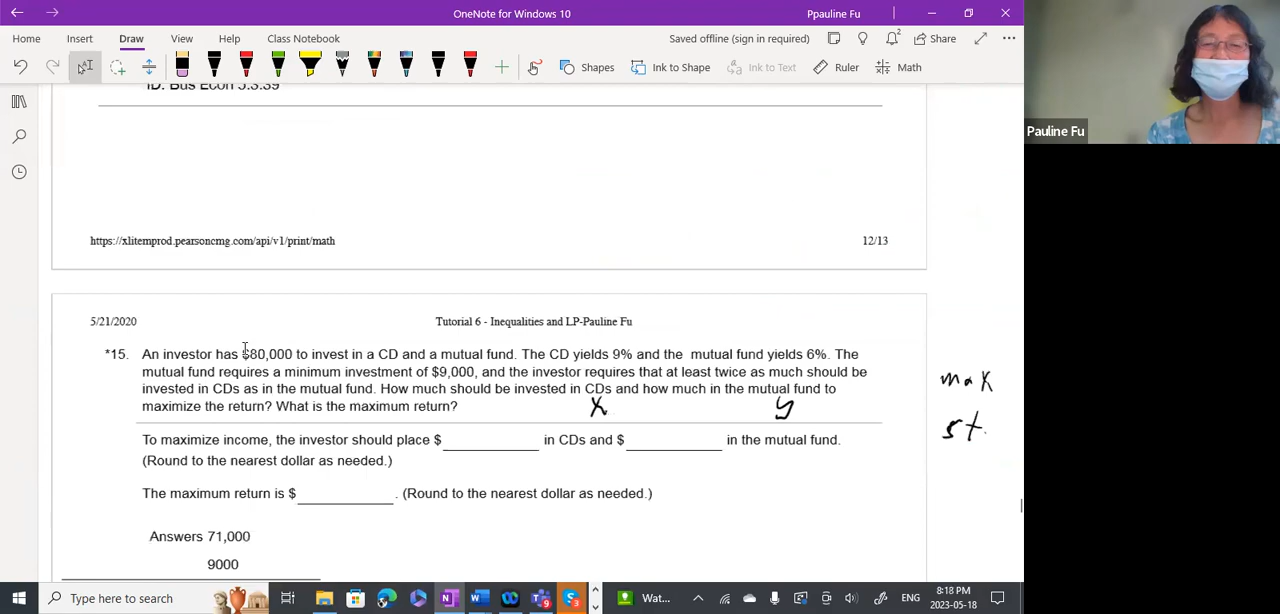 OneNote for Windows 10
Ppauline Fu
Home Insert Draw View Help Class Notebook
Saved offline (sign in required)
Share
Shapes
Ink to Shape
Ink to Text
Ruler
Math
Pauline Fu
ID: Bus Econ 5.3.39
https://xlitemprod.pearsoncmg.com/api/v1/print/math
12/13
5/21/2020
Tutorial 6 - Inequalities and LP-Pauline Fu
*15. An investor has $80,000 to invest in a CD and a mutual fund. The CD yields 9% and the mutual fund yields 6%. The
mutual fund requires a minimum investment of $9,000, and the investor requires that at least twice as much should be
invested in CDs as in the mutual fund. How much should be invested in CDs and how much in the mutual fund to
maximize the return? What is the maximum return?
x y
max
st.
To maximize income, the investor should place $ in CDs and $ in the mutual fund.
(Round to the nearest dollar as needed.)
The maximum return is $ . (Round to the nearest dollar as needed.)
Answers 71,000
9000
Type here to search
Wat...
ENG
8:18 PM
2023-05-18